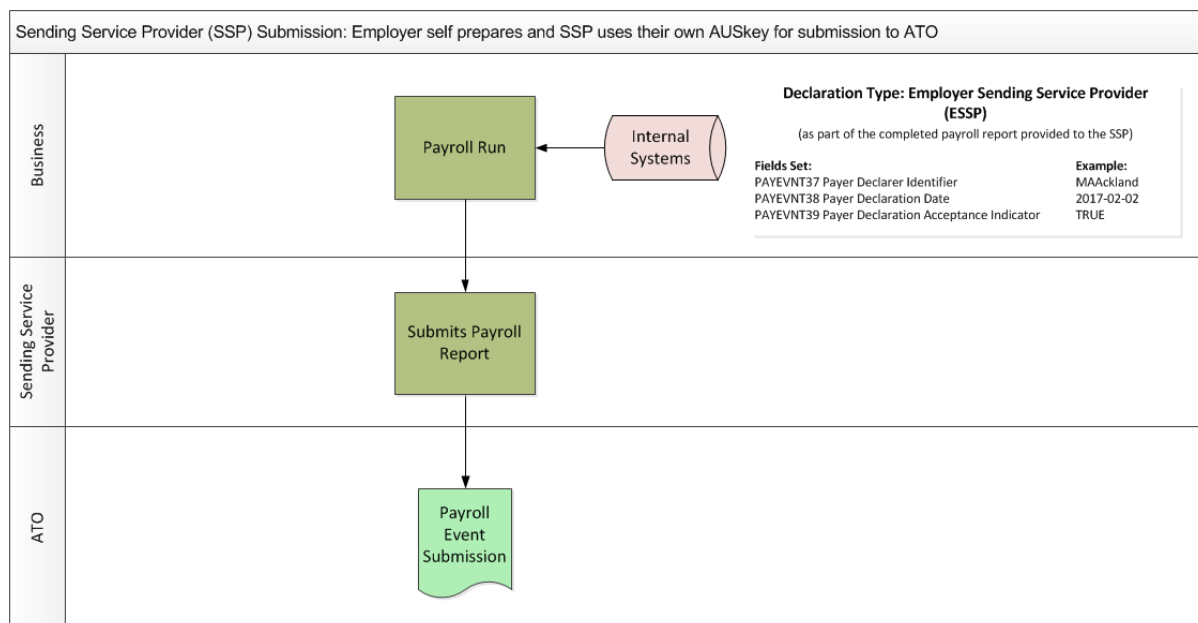 Sending Service Provider (SSP) Submission: Employer self prepares and SSP uses their own AUSkey for submission to ATO
Business
Payroll Run
Internal
Systems
Declaration Type: Employer Sending Service Provider
(ESSP)
(as part of the completed payroll report provided to the SSP)
Fields Set: Example:
PAYEVNT37 Payer Declarer Identifier MAAckland
PAYEVNT38 Payer Declaration Date 2017-02-02
PAYEVNT39 Payer Declaration Acceptance Indicator TRUE
Sending Service
Provider
Submits Payroll
Report
ATO
Payroll
Event
Submission